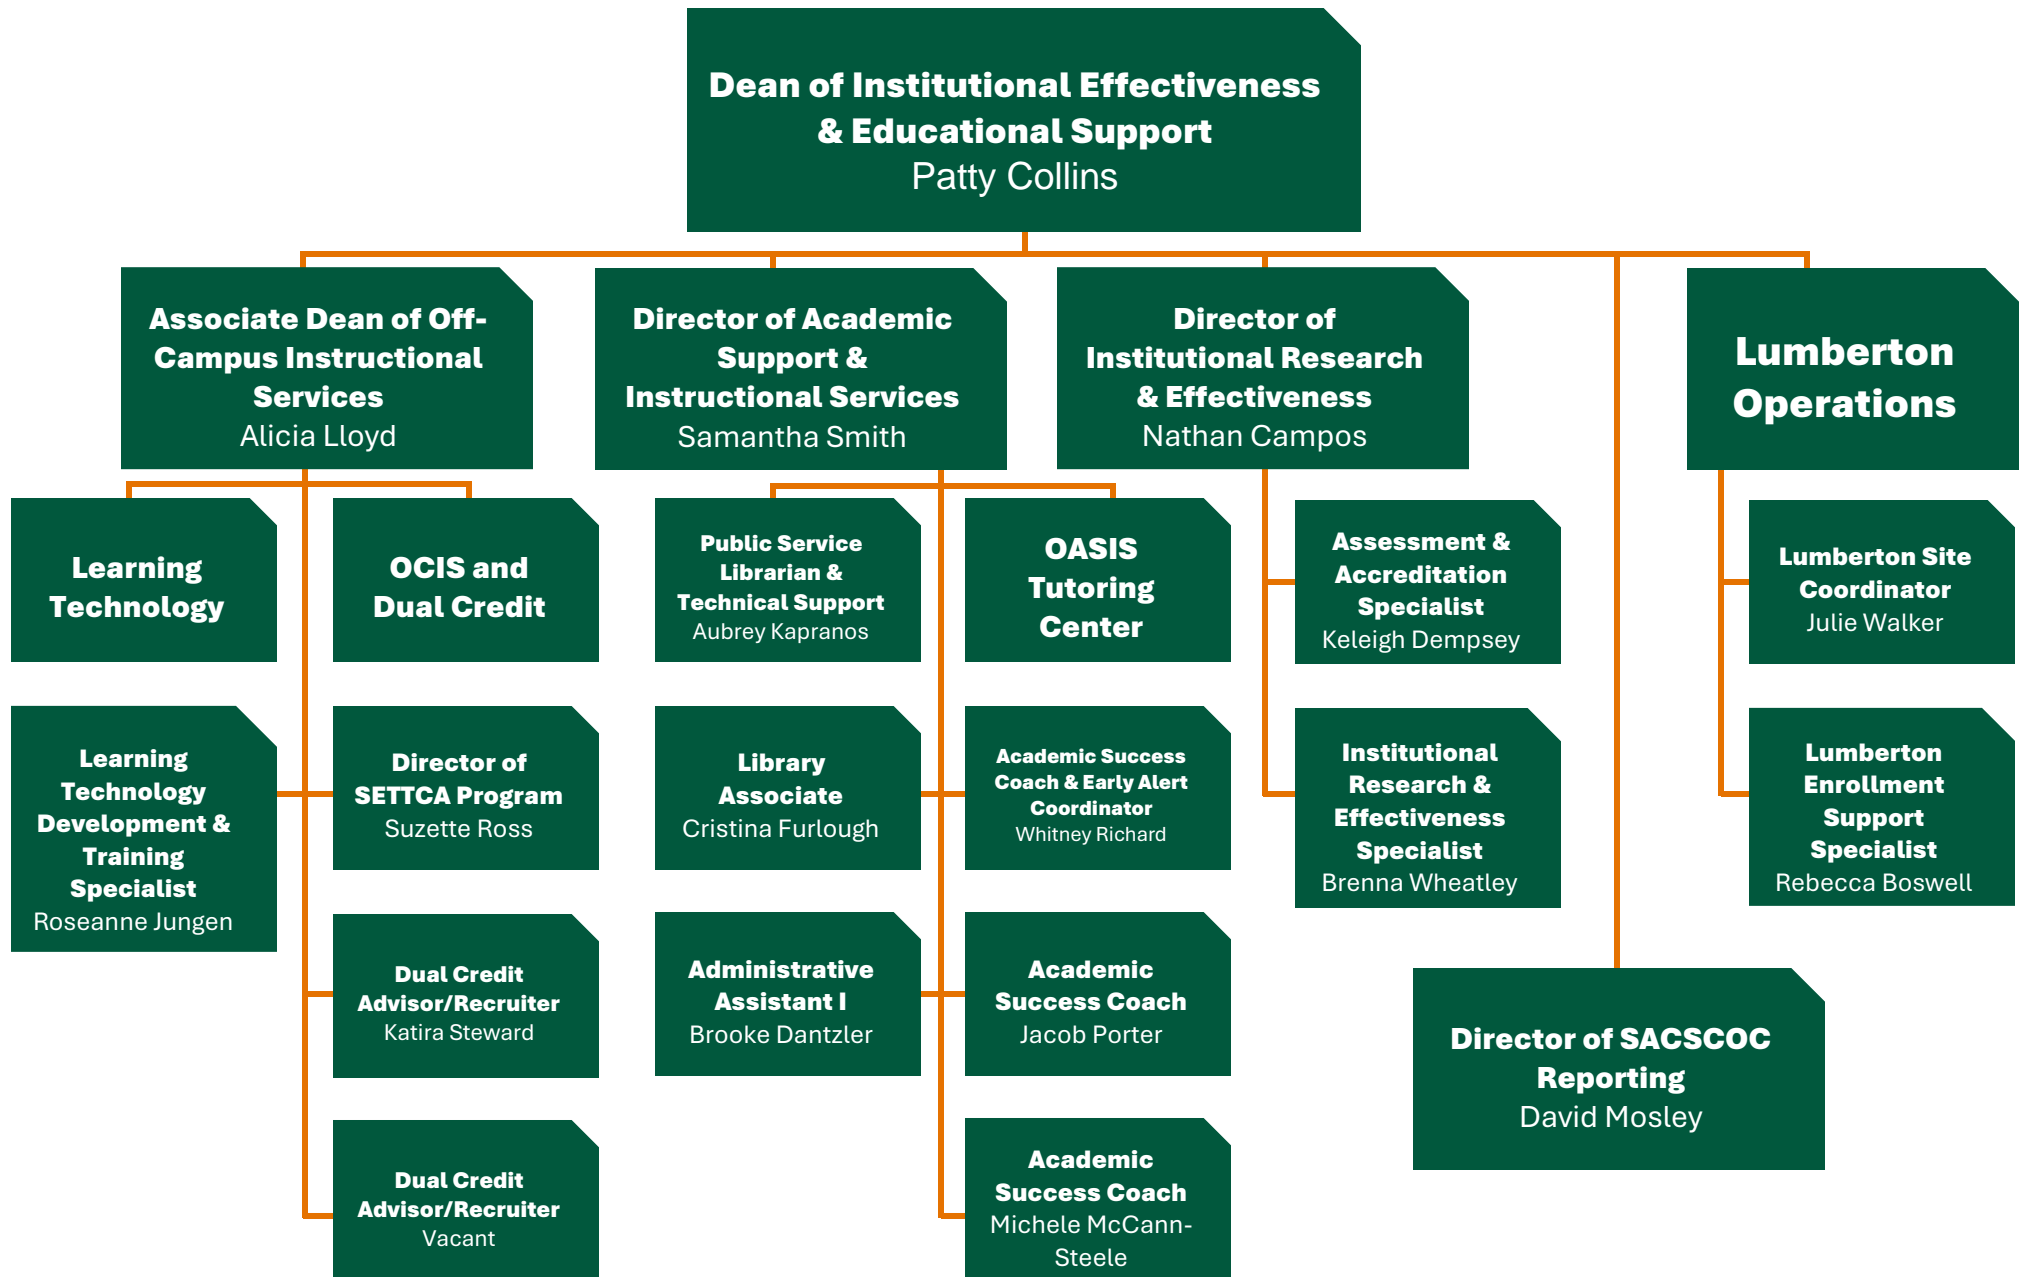 Dean of Institutional Effectiveness
& Educational Support
Patty Collins
Associate Dean of Off-
Campus Instructional
Services
Alicia Lloyd
Director of Academic
Support &
Instructional Services
Samantha Smith
Director of
Institutional Research
& Effectiveness
Nathan Campos
Lumberton
Operations
Learning
Technology
OCIS and
Dual Credit
Public Service
Librarian &
Technical Support
Aubrey Kapranos
OASIS
Tutoring
Center
Assessment &
Accreditation
Specialist
Keleigh Dempsey
Lumberton Site
Coordinator
Julie Walker
Learning
Technology
Development &
Training
Specialist
Roseanne Jungen
Director of
SETTCA Program
Suzette Ross
Library
Associate
Cristina Furlough
Academic Success
Coach & Early Alert
Coordinator
Whitney Richard
Institutional
Research &
Effectiveness
Specialist
Brenna Wheatley
Lumberton
Enrollment
Support
Specialist
Rebecca Boswell
Dual Credit
Advisor/Recruiter
Katira Steward
Administrative
Assistant I
Brooke Dantzler
Academic
Success Coach
Jacob Porter
Director of SACSCOC
Reporting
David Mosley
Dual Credit
Advisor/Recruiter
Vacant
Academic
Success Coach
Michele McCann-
Steele